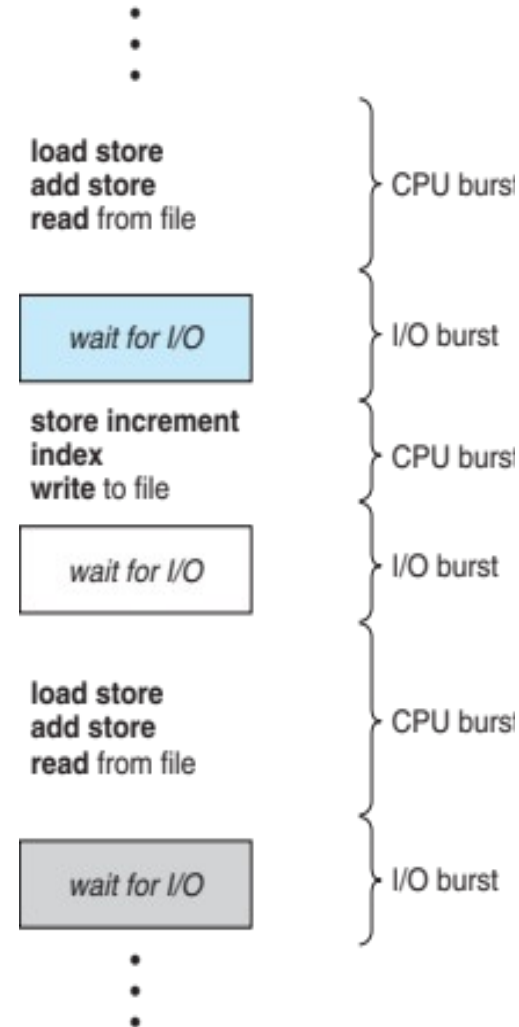 load store
add store
read from file
CPU burst
wait for I/O
I/O burst
store increment
index
write to file
CPU burst
wait for I/O
I/O burst
load store
add store
read from file
CPU burst
wait for I/O
I/O burst